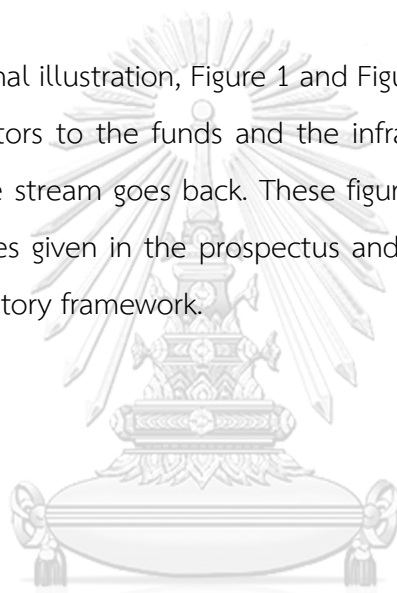 nal illustration, Figure 1 and Figu
tors to the funds and the infra
e stream goes back. These figur
es given in the prospectus and
tory framework.